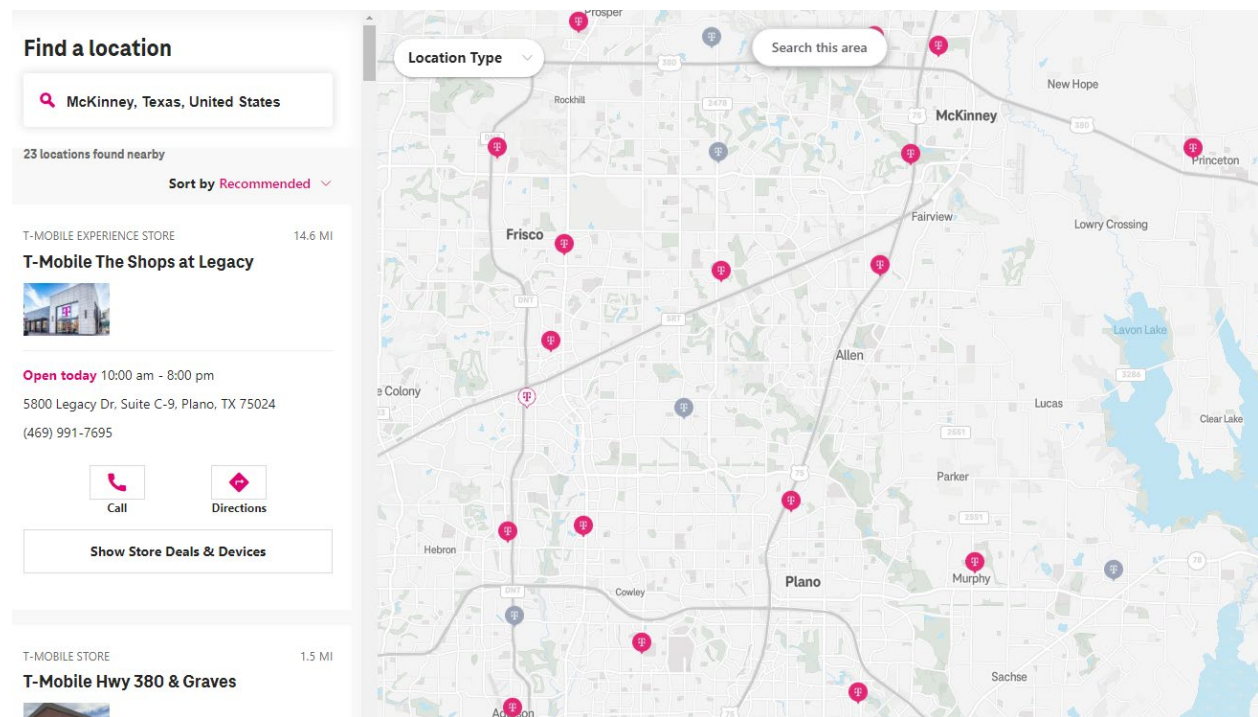 Find a location
McKinney, Texas, United States
23 locations found nearby
Sort by Recommended
T-MOBILE EXPERIENCE STORE 14.6 MI
T-Mobile The Shops at Legacy
Open today 10:00 am - 8:00 pm
5800 Legacy Dr, Suite C-9, Plano, TX 75024
(469) 991-7695
Call Directions
Show Store Deals & Devices
T-MOBILE STORE 1.5 MI
T-Mobile Hwy 380 & Graves
Location Type
Search this area
Prosper
380
New Hope
Rockhill
2478
75
McKinney
380
Princeton
Fairview
Lowry Crossing
Frisco
DNT
SRT
Lavon Lake
Allen
5286
e Colony
Lucas
Clear Lake
2551
Parker
75
2551
Hebron
78
Murphy
Plano
DNT
Cowley
Sachse
75